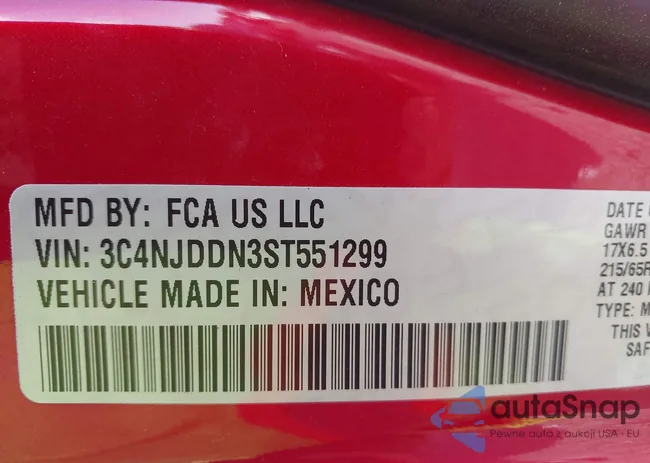 MFD BY: FCA US LLC
VIN: 3C4NJDDN3ST551299
VEHICLE MADE IN: MEXICO
DATE
GAWR
17X6.5
215/65R
AT 240
TYPE: M
THIS V
SAF
autaSnap
Pewne auta z aukcji USA - EU